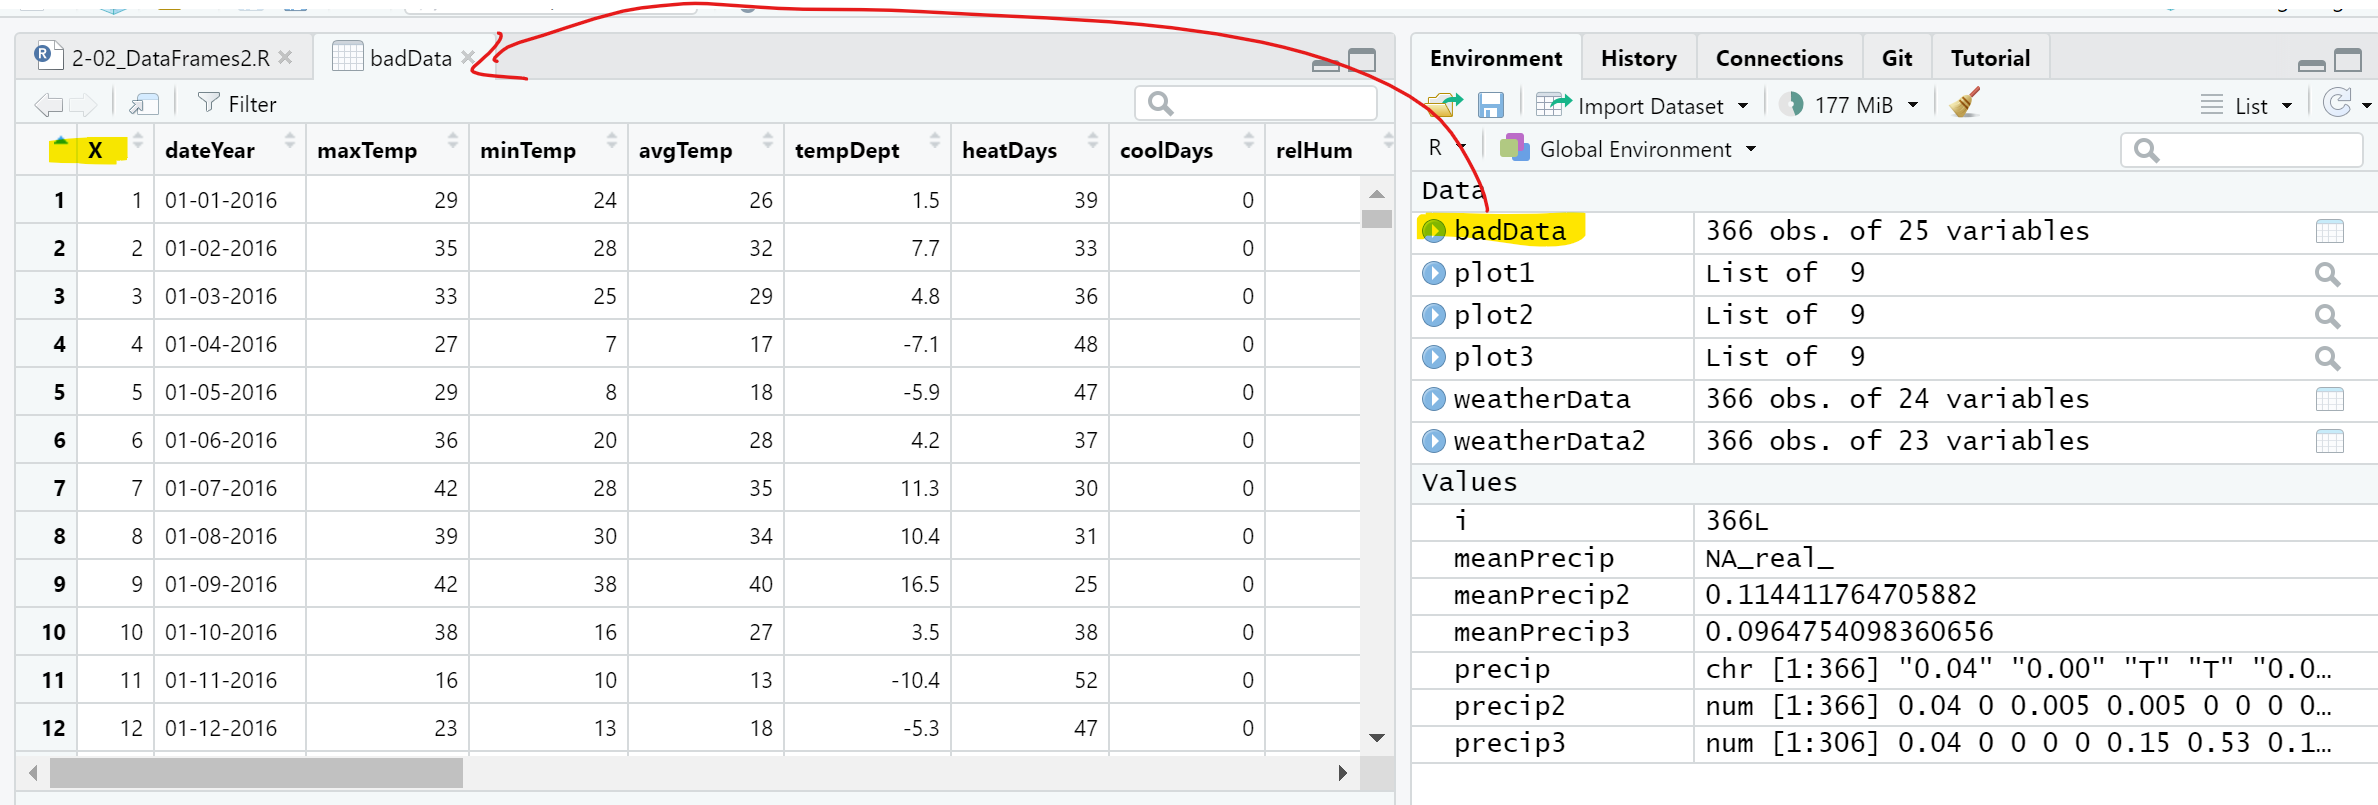 2-02_DataFrames2.R
badData
Filter
X dateYear maxTemp minTemp avgTemp tempDept heatDays coolDays relHum
1 1 01-01-2016 29 24 26 1.5 39 0
2 2 01-02-2016 35 28 32 7.7 33 0
3 3 01-03-2016 33 25 29 4.8 36 0
4 4 01-04-2016 27 7 17 -7.1 48 0
5 5 01-05-2016 29 8 18 -5.9 47 0
6 6 01-06-2016 36 20 28 4.2 37 0
7 7 01-07-2016 42 28 35 11.3 30 0
8 8 01-08-2016 39 30 34 10.4 31 0
9 9 01-09-2016 42 38 40 16.5 25 0
10 10 01-10-2016 38 16 27 3.5 38 0
11 11 01-11-2016 16 10 13 -10.4 52 0
12 12 01-12-2016 23 13 18 -5.3 47 0
Environment History Connections Git Tutorial
Import Dataset 177 MiB List
R Global Environment
Data
badData 366 obs. of 25 variables
plot1 List of 9
plot2 List of 9
plot3 List of 9
weatherData 366 obs. of 24 variables
weatherData2 366 obs. of 23 variables
Values
i 366L
meanPrecip NA_real_
meanPrecip2 0.114411764705882
meanPrecip3 0.0964754098360656
precip chr [1:366] "0.04" "0.00" "T" "T" "0.0…
precip2 num [1:366] 0.04 0 0.005 0.005 0 0 0 0…
precip3 num [1:306] 0.04 0 0 0 0 0.15 0.53 0.1…